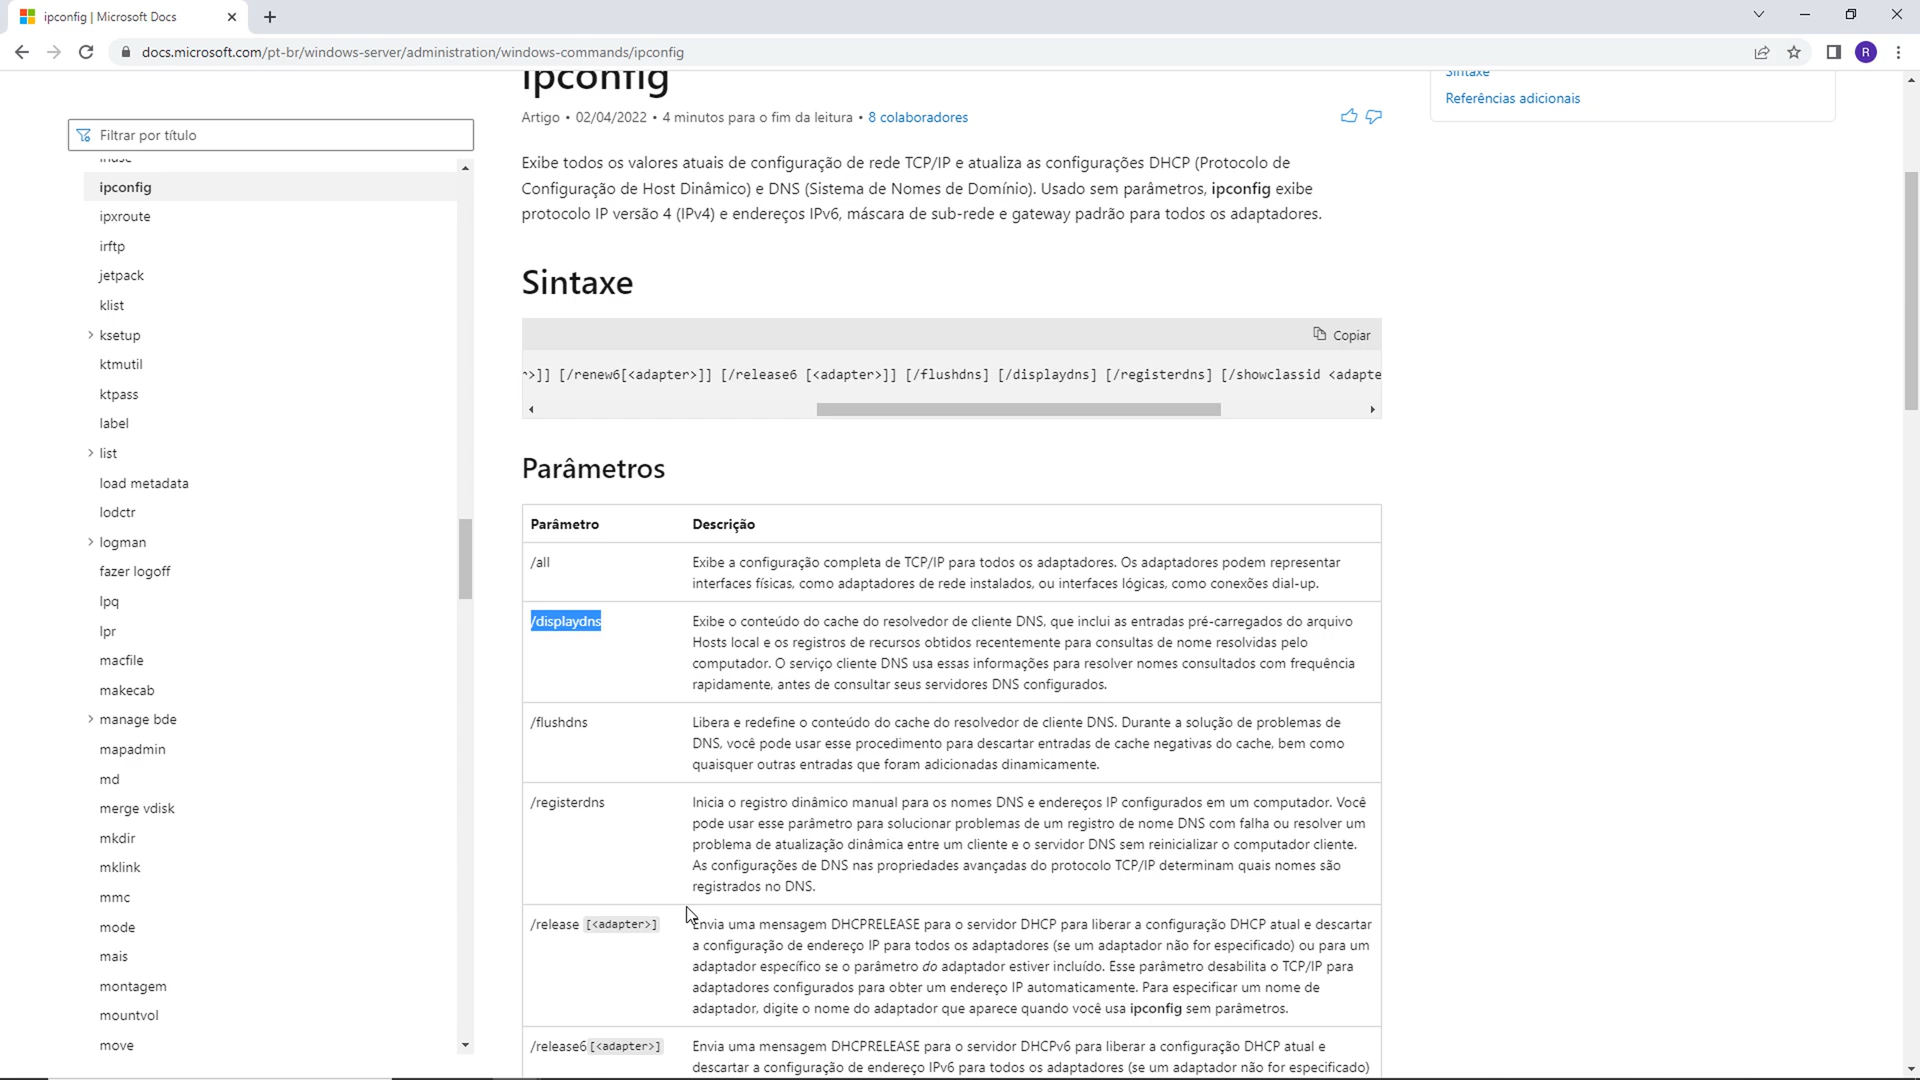 ipconfig | Microsoft Docs
docs.microsoft.com/pt-br/windows-server/administration/windows-commands/ipconfig
R
ipconfig
Artigo • 02/04/2022 • 4 minutos para o fim da leitura • 8 colaboradores
Exibe todos os valores atuais de configuração de rede TCP/IP e atualiza as configurações DHCP (Protocolo de
Configuração de Host Dinâmico) e DNS (Sistema de Nomes de Domínio). Usado sem parâmetros, ipconfig exibe
protocolo IP versão 4 (IPv4) e endereços IPv6, máscara de sub-rede e gateway padrão para todos os adaptadores.
Sintaxe
Referências adicionais
Filtrar por título
ipconfig
ipxroute
irftp
jetpack
klist
ksetup
ktmutil
ktpass
label
list
load metadata
lodctr
logman
fazer logoff
lpq
lpr
macfile
makecab
manage bde
mapadmin
md
merge vdisk
mkdir
mklink
mmc
mode
mais
montagem
mountvol
move
Sintaxe
Copiar
>]] [/renew6[<adapter>]] [/release6 [<adapter>]] [/flushdns] [/displaydns] [/registerdns] [/showclassid <adapte
Parâmetros
Parâmetro Descrição
/all Exibe a configuração completa de TCP/IP para todos os adaptadores. Os adaptadores podem representar
interfaces físicas, como adaptadores de rede instalados, ou interfaces lógicas, como conexões dial-up.
/displaydns Exibe o conteúdo do cache do resolvedor de cliente DNS, que inclui as entradas pré-carregados do arquivo
Hosts local e os registros de recursos obtidos recentemente para consultas de nome resolvidas pelo
computador. O serviço cliente DNS usa essas informações para resolver nomes consultados com frequência
rapidamente, antes de consultar seus servidores DNS configurados.
/flushdns Libera e redefine o conteúdo do cache do resolvedor de cliente DNS. Durante a solução de problemas de
DNS, você pode usar esse procedimento para descartar entradas de cache negativas do cache, bem como
quaisquer outras entradas que foram adicionadas dinamicamente.
/registerdns Inicia o registro dinâmico manual para os nomes DNS e endereços IP configurados em um computador. Você
pode usar esse parâmetro para solucionar problemas de um registro de nome DNS com falha ou resolver um
problema de atualização dinâmica entre um cliente e o servidor DNS sem reinicializar o computador cliente.
As configurações de DNS nas propriedades avançadas do protocolo TCP/IP determinam quais nomes são
registrados no DNS.
/release [<adapter>] Envia uma mensagem DHCPRELEASE para o servidor DHCP para liberar a configuração DHCP atual e descartar
a configuração de endereço IP para todos os adaptadores (se um adaptador não for especificado) ou para um
adaptador específico se o parâmetro do adaptador estiver incluído. Esse parâmetro desabilita o TCP/IP para
adaptadores configurados para obter um endereço IP automaticamente. Para especificar um nome de
adaptador, digite o nome do adaptador que aparece quando você usa ipconfig sem parâmetros.
/release6[<adapter>] Envia uma mensagem DHCPRELEASE para o servidor DHCPv6 para liberar a configuração DHCP atual e
descartar a configuração de endereço IPv6 para todos os adaptadores (se um adaptador não for especificado)